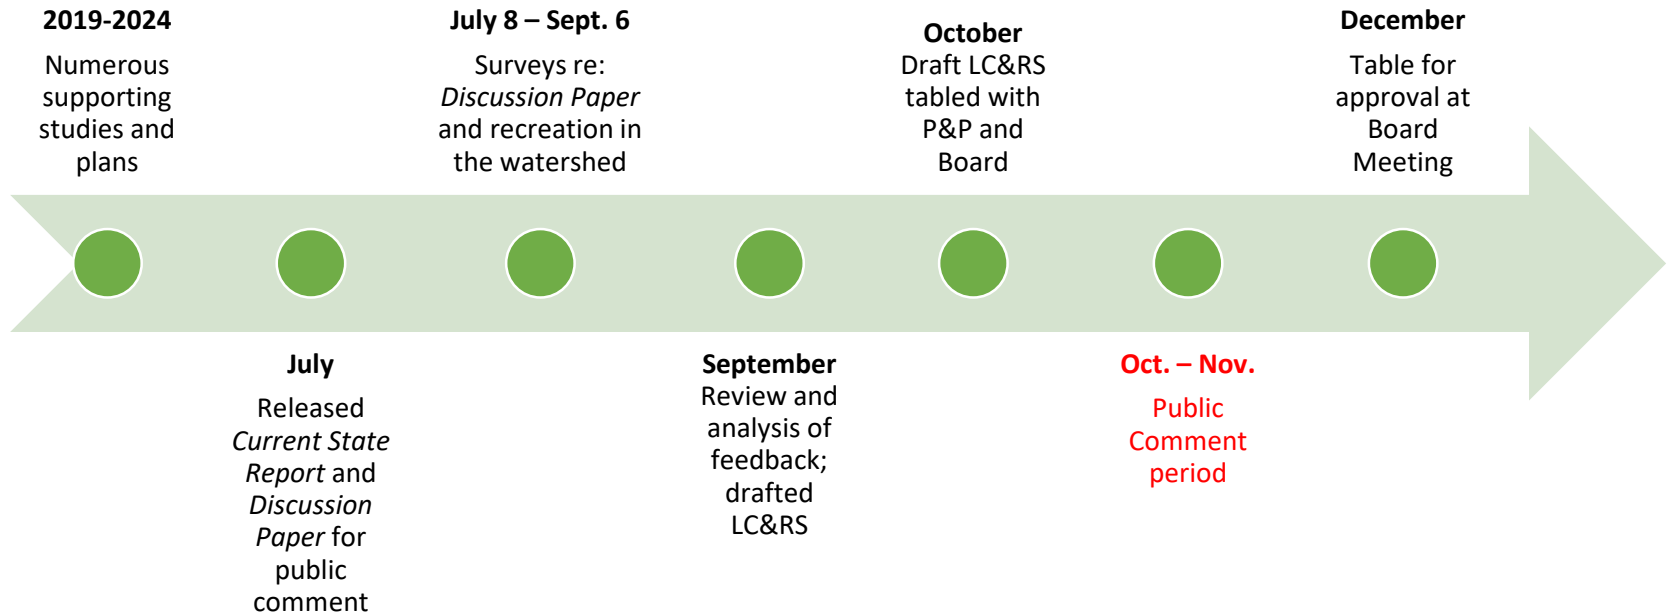 2019-2024
Numerous
supporting
studies and
plans
July
Released
Current State
Report and
Discussion
Paper for
public
comment
July 8 – Sept. 6
Surveys re:
Discussion Paper
and recreation in
the watershed
September
Review and
analysis of
feedback;
drafted
LC&RS
October
Draft LC&RS
tabled with
P&P and
Board
Oct. – Nov.
Public
Comment
period
December
Table for
approval at
Board
Meeting